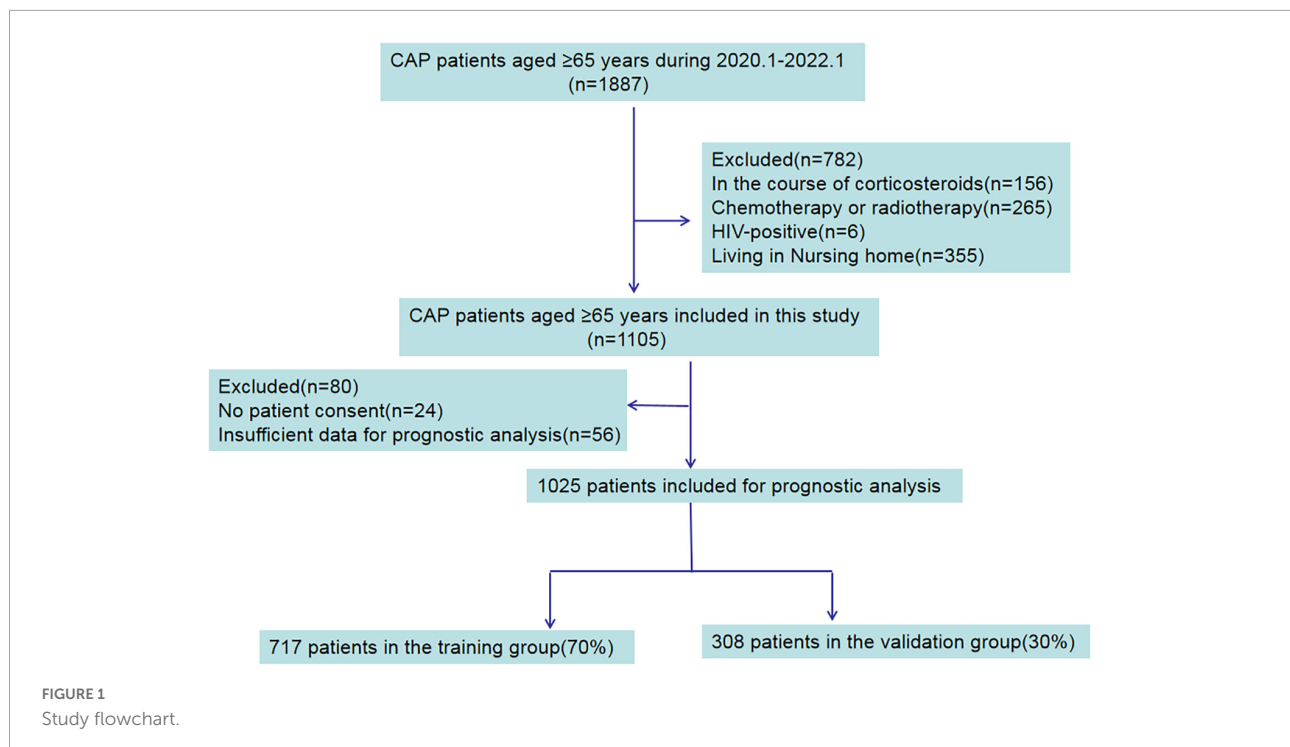 CAP patients aged ≥65 years during 2020.1-2022.1
(n=1887)
Excluded(n=782)
In the course of corticosteroids(n=156)
Chemotherapy or radiotherapy(n=265)
HIV-positive(n=6)
Living in Nursing home(n=355)
CAP patients aged ≥65 years included in this study
(n=1105)
Excluded(n=80)
No patient consent(n=24)
Insufficient data for prognostic analysis(n=56)
1025 patients included for prognostic analysis
717 patients in the training group(70%)
308 patients in the validation group(30%)
FIGURE 1
Study flowchart.